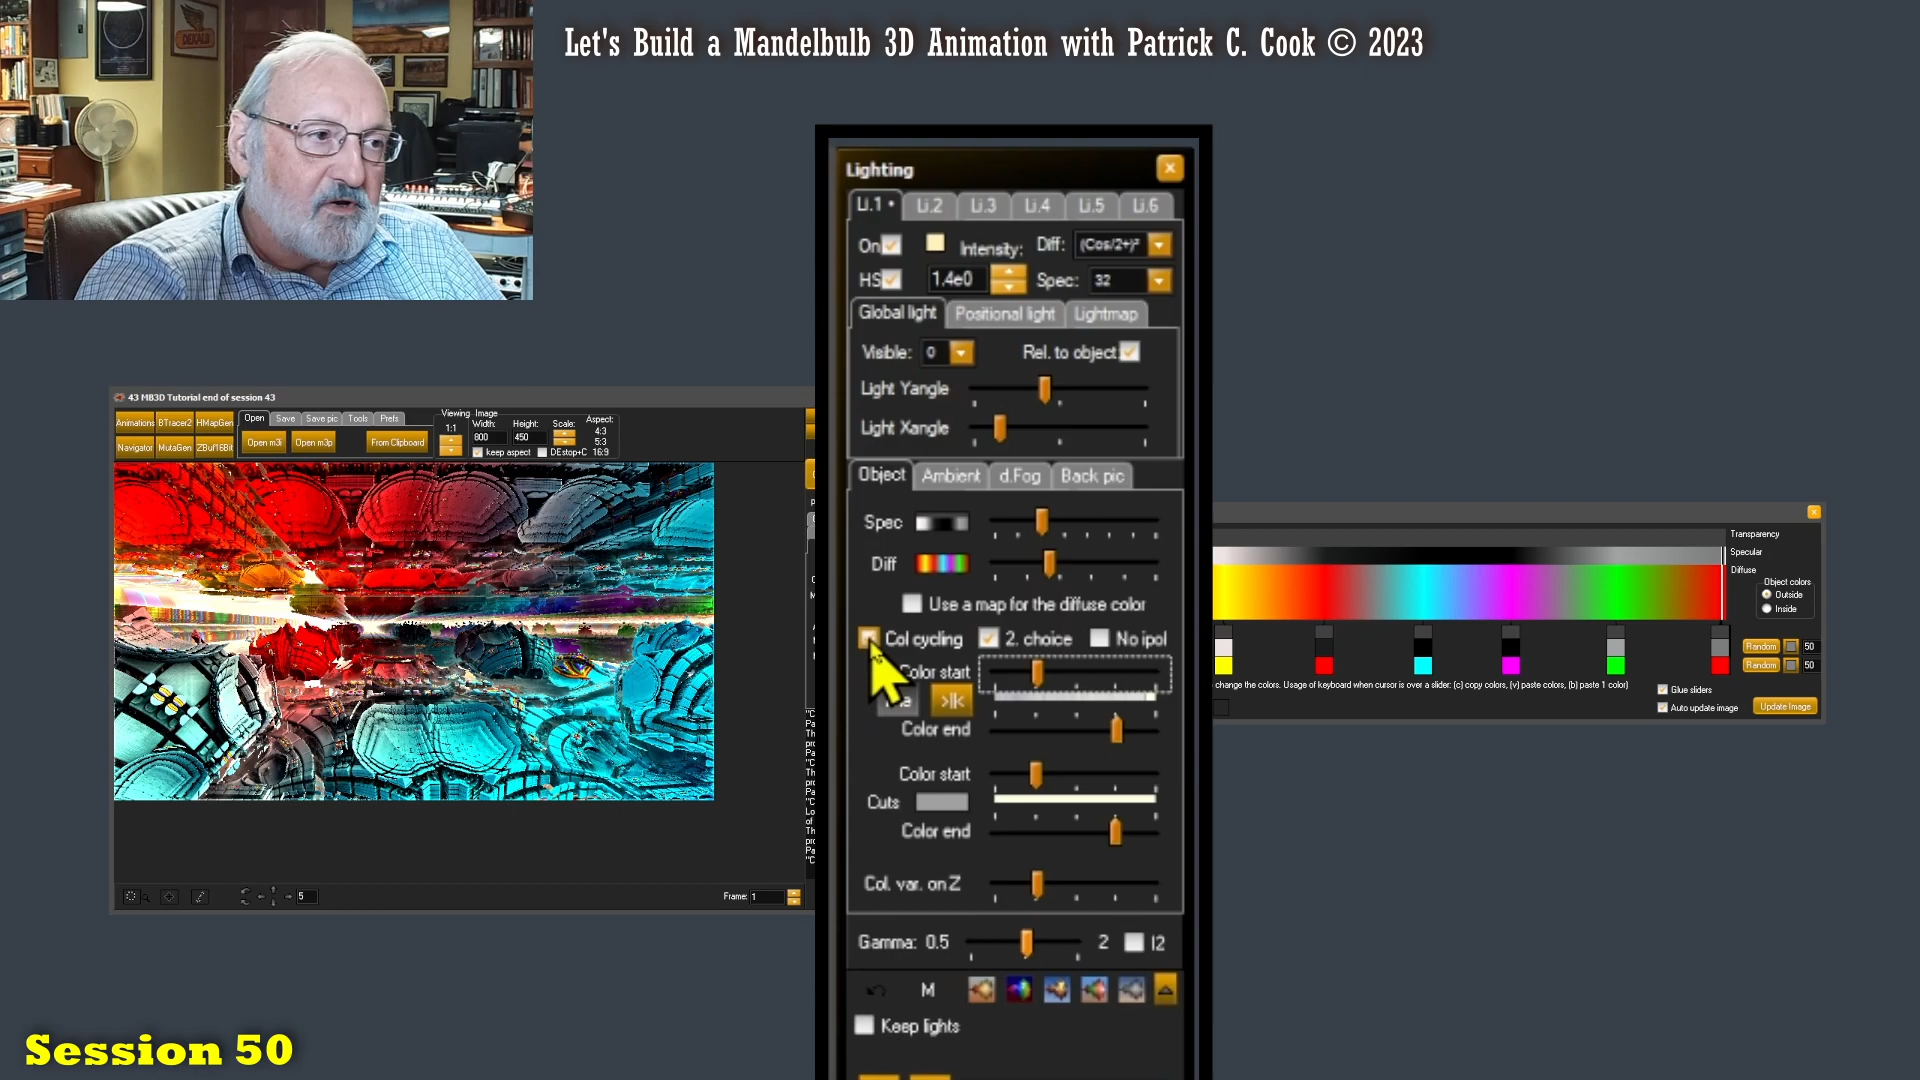 Let's Build a Mandelbulb 3D Animation with Patrick C. Cook © 2023
DEKALB
Lighting
Li.1 • Li.2 Li.3 Li.4 Li.5 Li.6
On Intensity: Diff: (Cos/2+)²
HS 1.4e0 Spec: 32
Global light Positional light Lightmap
Visible: 0 Rel. to object
Light Yangle
Light Xangle
Object Ambient d.Fog Back pic
Spec
Diff
Use a map for the diffuse color
Col cycling 2. choice No ipol
Color start
>|<
Color end
Color start
Cuts
Color end
Col. var. on Z
Gamma: 0.5 2 I2
M
Keep lights
43 MB3D Tutorial end of session 43
Animations BTracer2 HMapGen Open Save Save pic Tools Prefs
Navigator MutaGen ZBuf16Bit Open m3i Open m3p From Clipboard
Viewing Image
1:1 Width: Height: Scale: Aspect:
800 450 4:3
5:3
keep aspect DEstop+C 16:9
5
Frame: 1
Transparency
Specular
Diffuse
Object colors
Outside
Inside
Random 50
Random 50
change the colors. Usage of keyboard when cursor is over a slider: (c) copy colors, (v) paste colors, (b) paste 1 color)
Glue sliders
Auto update image Update Image
Session 50